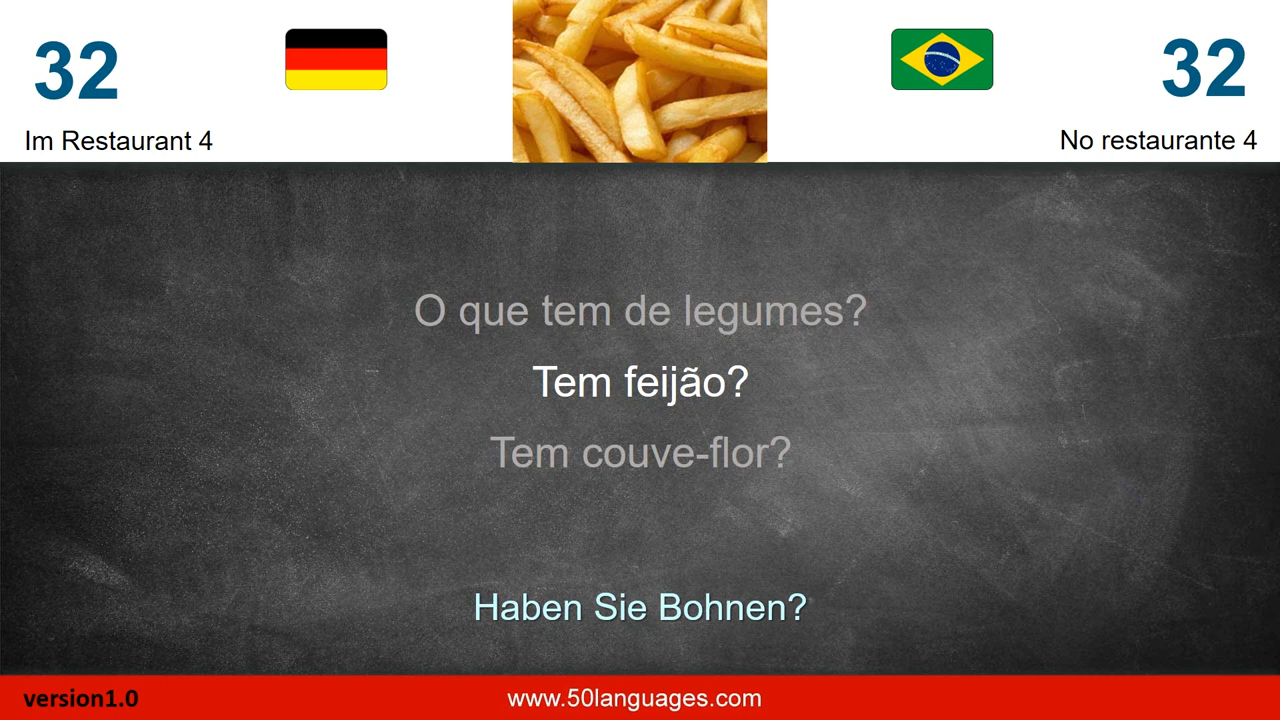 32
32
Im Restaurant 4
No restaurante 4
O que tem de legumes?
Tem feijão?
Tem couve-flor?
Haben Sie Bohnen?
version1.0
www.50languages.com